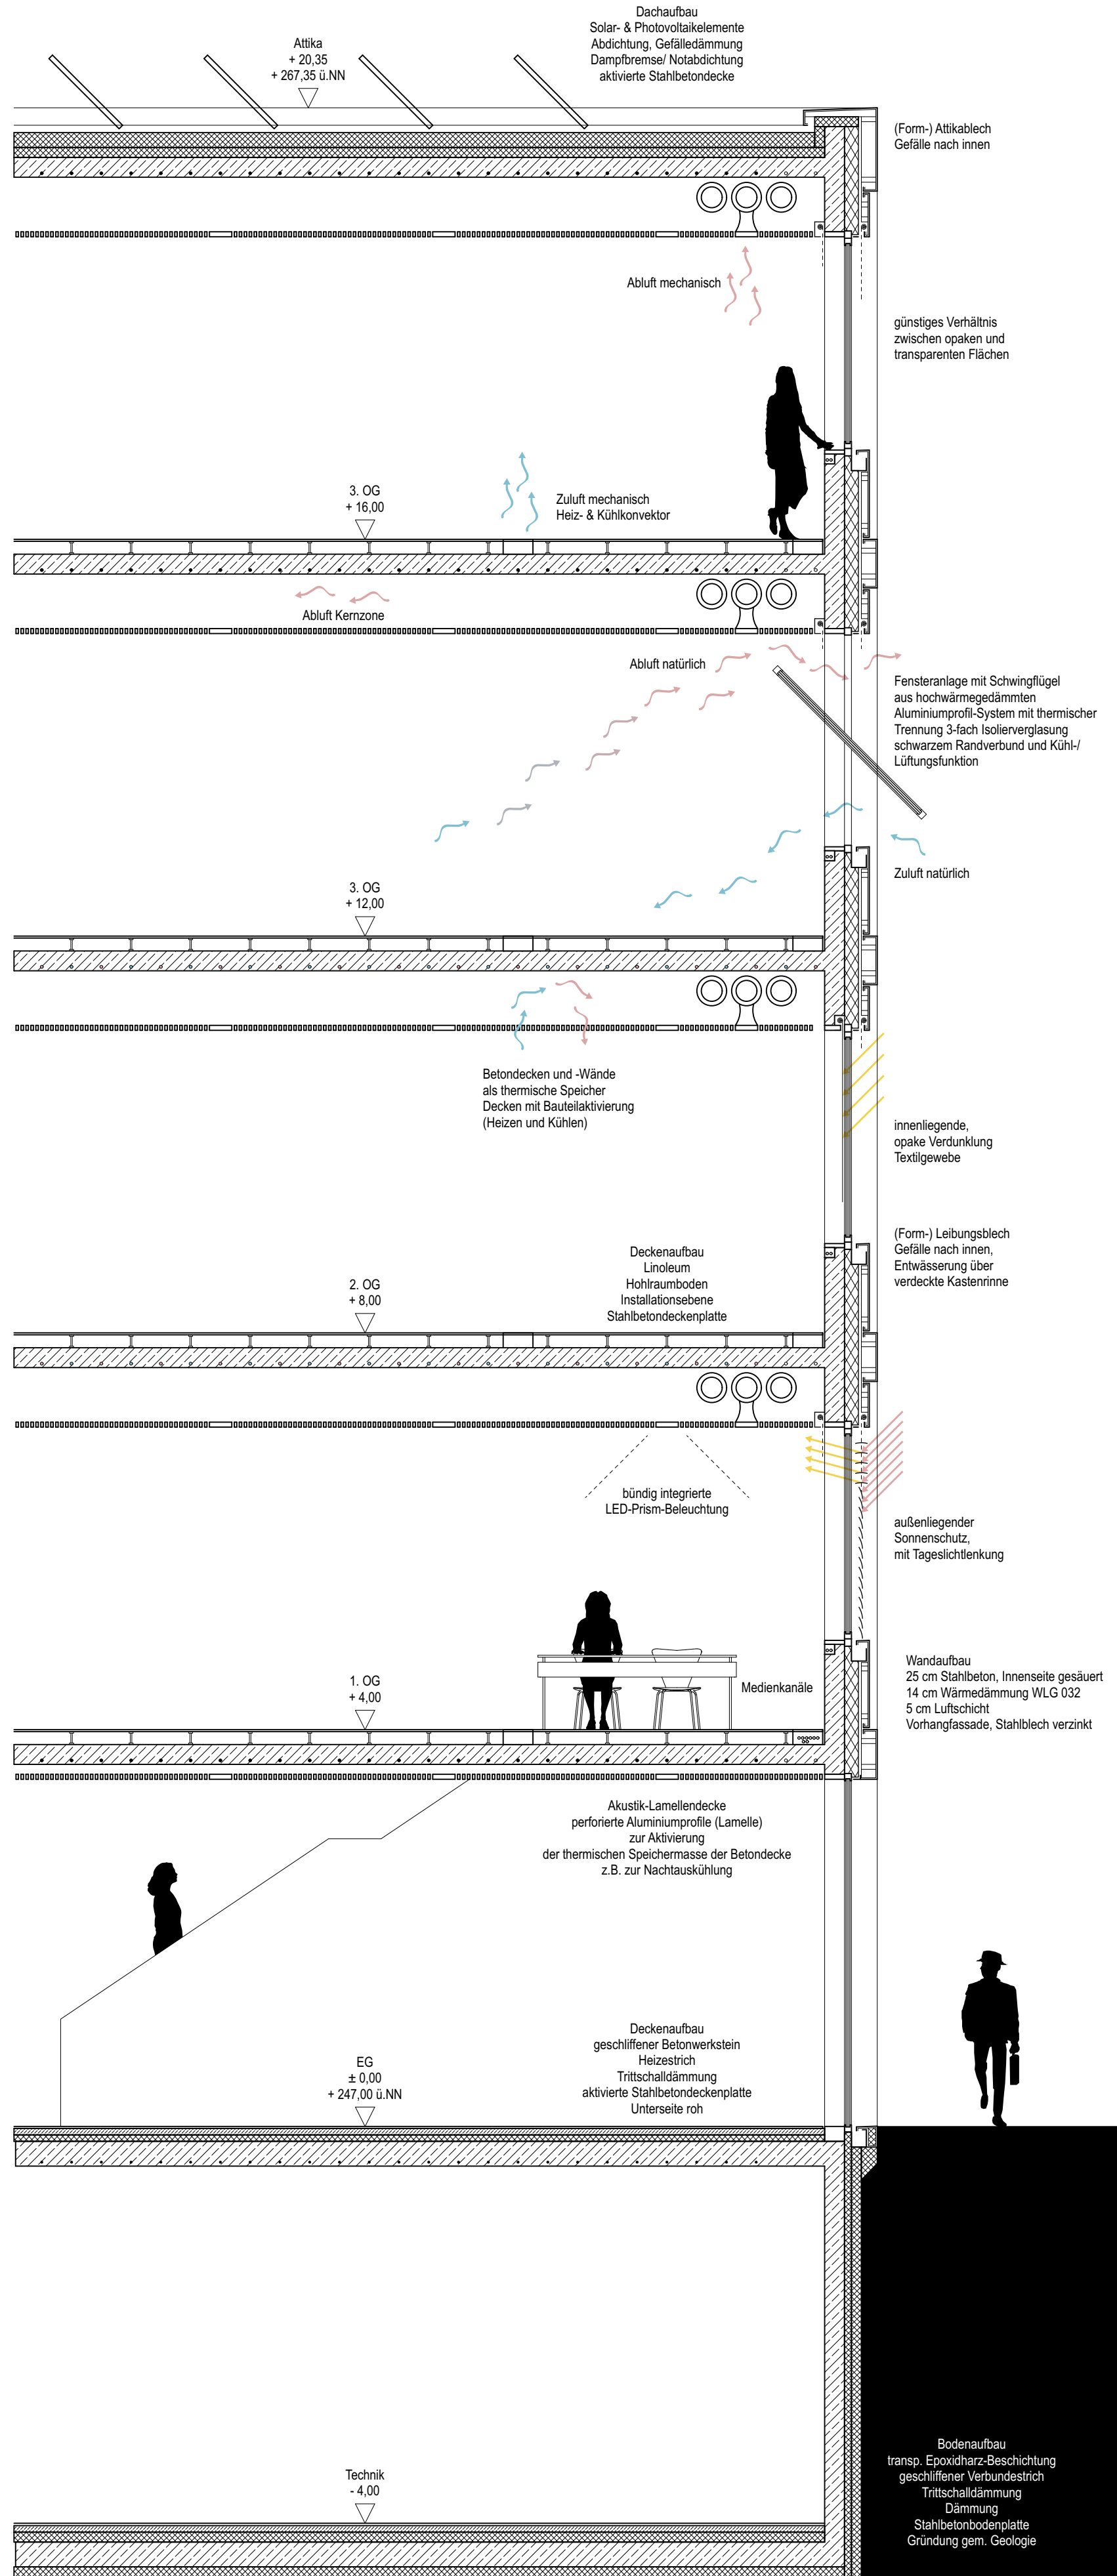 Dachaufbau
Solar- & Photovoltaikelemente
Abdichtung, Gefälledämmung
Dampfbremse/ Notabdichtung
aktivierte Stahlbetondecke
Attika
+ 20,35
+ 267,35 ü.NN
(Form-) Attikablech
Gefälle nach innen
Abluft mechanisch
günstiges Verhältnis
zwischen opaken und
transparenten Flächen
3. OG
+ 16,00
Zuluft mechanisch
Heiz- & Kühlkonvektor
Abluft Kernzone
Abluft natürlich
Fensteranlage mit Schwingflügel
aus hochwärmegedämmten
Aluminiumprofil-System mit thermischer
Trennung 3-fach Isolierverglasung
schwarzem Randverbund und Kühl-/
Lüftungsfunktion
Zuluft natürlich
3. OG
+ 12,00
Betondecken und -Wände
als thermische Speicher
Decken mit Bauteilaktivierung
(Heizen und Kühlen)
innenliegende,
opake Verdunklung
Textilgewebe
(Form-) Leibungsblech
Gefälle nach innen,
Entwässerung über
verdeckte Kastenrinne
Deckenaufbau
Linoleum
Hohlraumboden
Installationsebene
Stahlbetondeckenplatte
2. OG
+ 8,00
bündig integrierte
LED-Prism-Beleuchtung
außenliegender
Sonnenschutz,
mit Tageslichtlenkung
Wandaufbau
25 cm Stahlbeton, Innenseite gesäuert
14 cm Wärmedämmung WLG 032
5 cm Luftschicht
Vorhangfassade, Stahlblech verzinkt
Medienkanäle
1. OG
+ 4,00
Akustik-Lamellendecke
perforierte Aluminiumprofile (Lamelle)
zur Aktivierung
der thermischen Speichermasse der Betondecke
z.B. zur Nachtauskühlung
Deckenaufbau
geschliffener Betonwerkstein
Heizestrich
Trittschalldämmung
aktivierte Stahlbetondeckenplatte
Unterseite roh
EG
± 0,00
+ 247,00 ü.NN
Technik
- 4,00
Bodenaufbau
transp. Epoxidharz-Beschichtung
geschliffener Verbundestrich
Trittschalldämmung
Dämmung
Stahlbetonbodenplatte
Gründung gem. Geologie